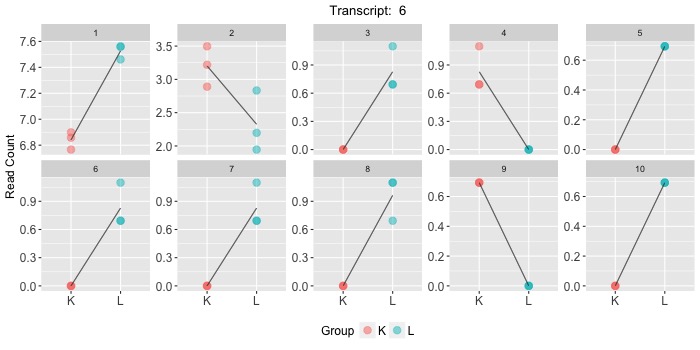 Transcript: 6
1 2 3 4 5
7.6 7.4 7.2 7.0 6.8
3.5 3.0 2.5 2.0
0.9 0.6 0.3 0.0
0.9 0.6 0.3 0.0
0.6 0.4 0.2 0.0
Read Count
6 7 8 9 10
0.9 0.6 0.3 0.0
0.9 0.6 0.3 0.0
0.9 0.6 0.3 0.0
0.6 0.4 0.2 0.0
0.6 0.4 0.2 0.0
K L K L K L K L K L
Group K L